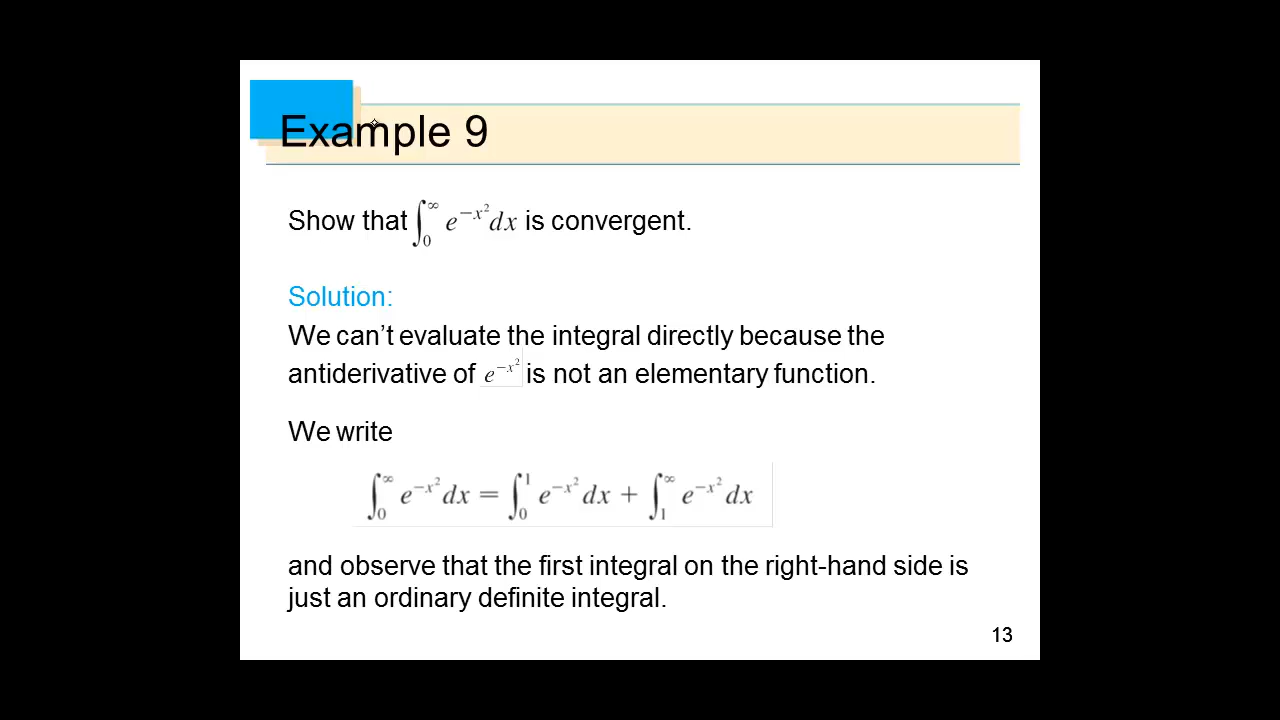 Example 9
Show that ∫₀^∞ e^{-x²} dx is convergent.
Solution:
We can’t evaluate the integral directly because the
antiderivative of e^{-x²} is not an elementary function.
We write
∫₀^∞ e^{-x²} dx = ∫₀^1 e^{-x²} dx + ∫₁^∞ e^{-x²} dx
and observe that the first integral on the right-hand side is
just an ordinary definite integral.
13